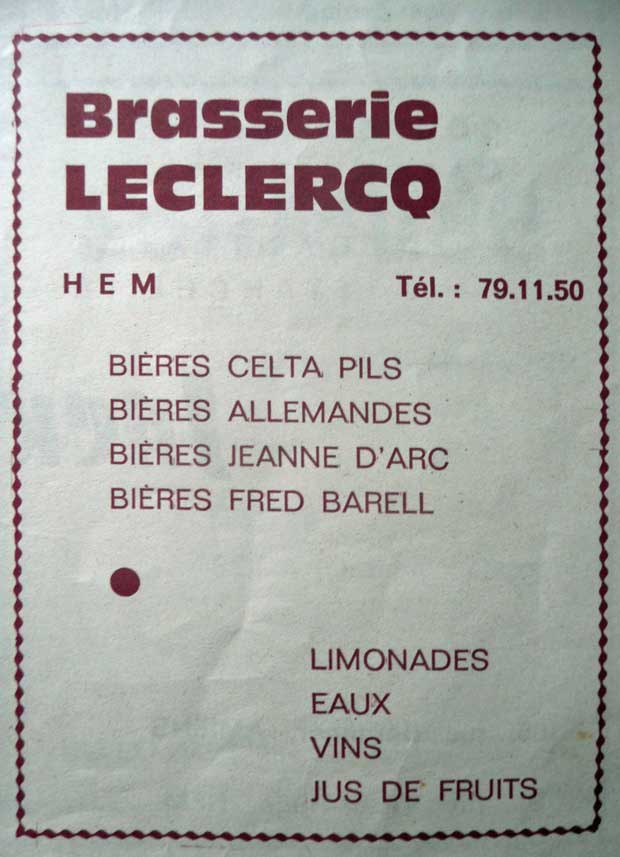 Brasserie
LECLERCQ
HEM Tél. : 79.11.50
BIÈRES CELTA PILS
BIÈRES ALLEMANDES
BIÈRES JEANNE D'ARC
BIÈRES FRED BARELL
LIMONADES
EAUX
VINS
JUS DE FRUITS